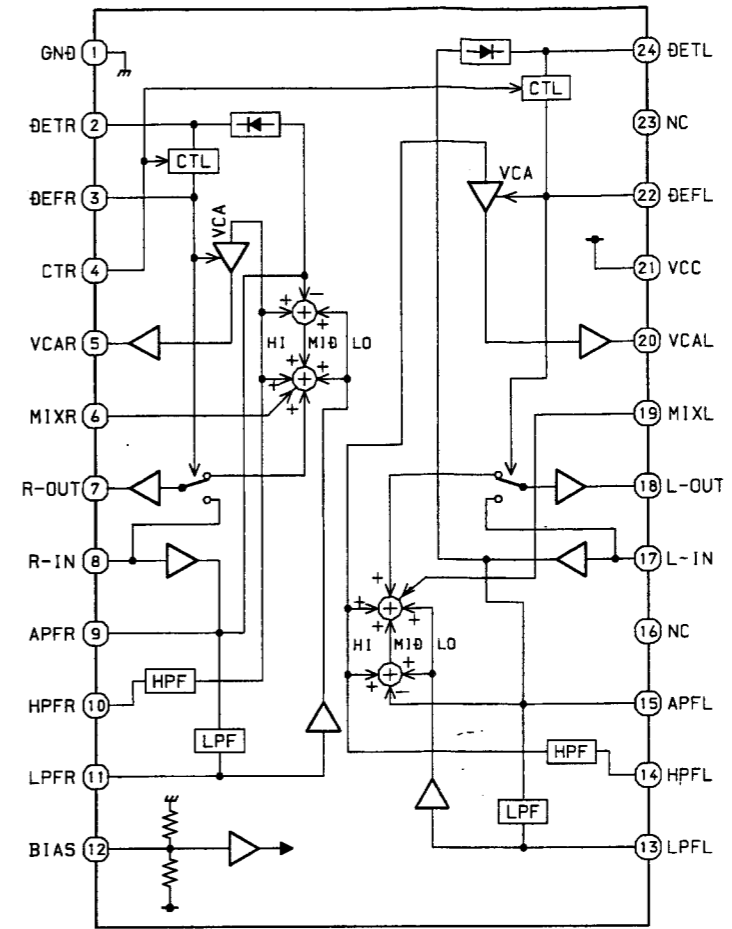 GND 1
24 DETL
CTL
DETR 2
23 NC
CTL
VCA
DEFR 3
22 DEFL
VCA
CTR 4
21 VCC
+ − +
+
VCAR 5
HI MID LO
20 VCAL
+ + +
+
+
MIXR 6
19 MIXL
R-OUT 7
18 L-OUT
R-IN 8
17 L-IN
+
+ +
+
APFR 9
16 NC
HI MID LO
+
+ −
HPF
HPFR 10
15 APFL
LPF
HPF
LPFR 11
14 HPFL
LPF
BIAS 12
13 LPFL